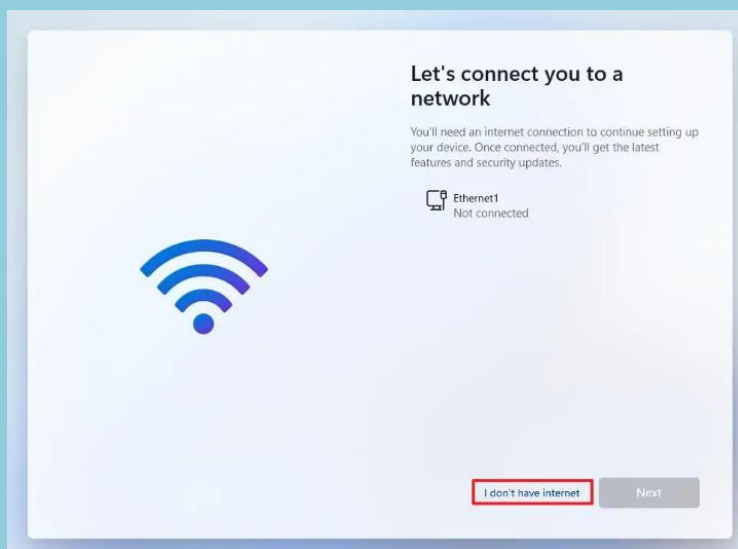 Let's connect you to a
network
You'll need an internet connection to continue setting up
your device. Once connected, you'll get the latest
features and security updates.
Ethernet1
Not connected
I don't have internet
Next